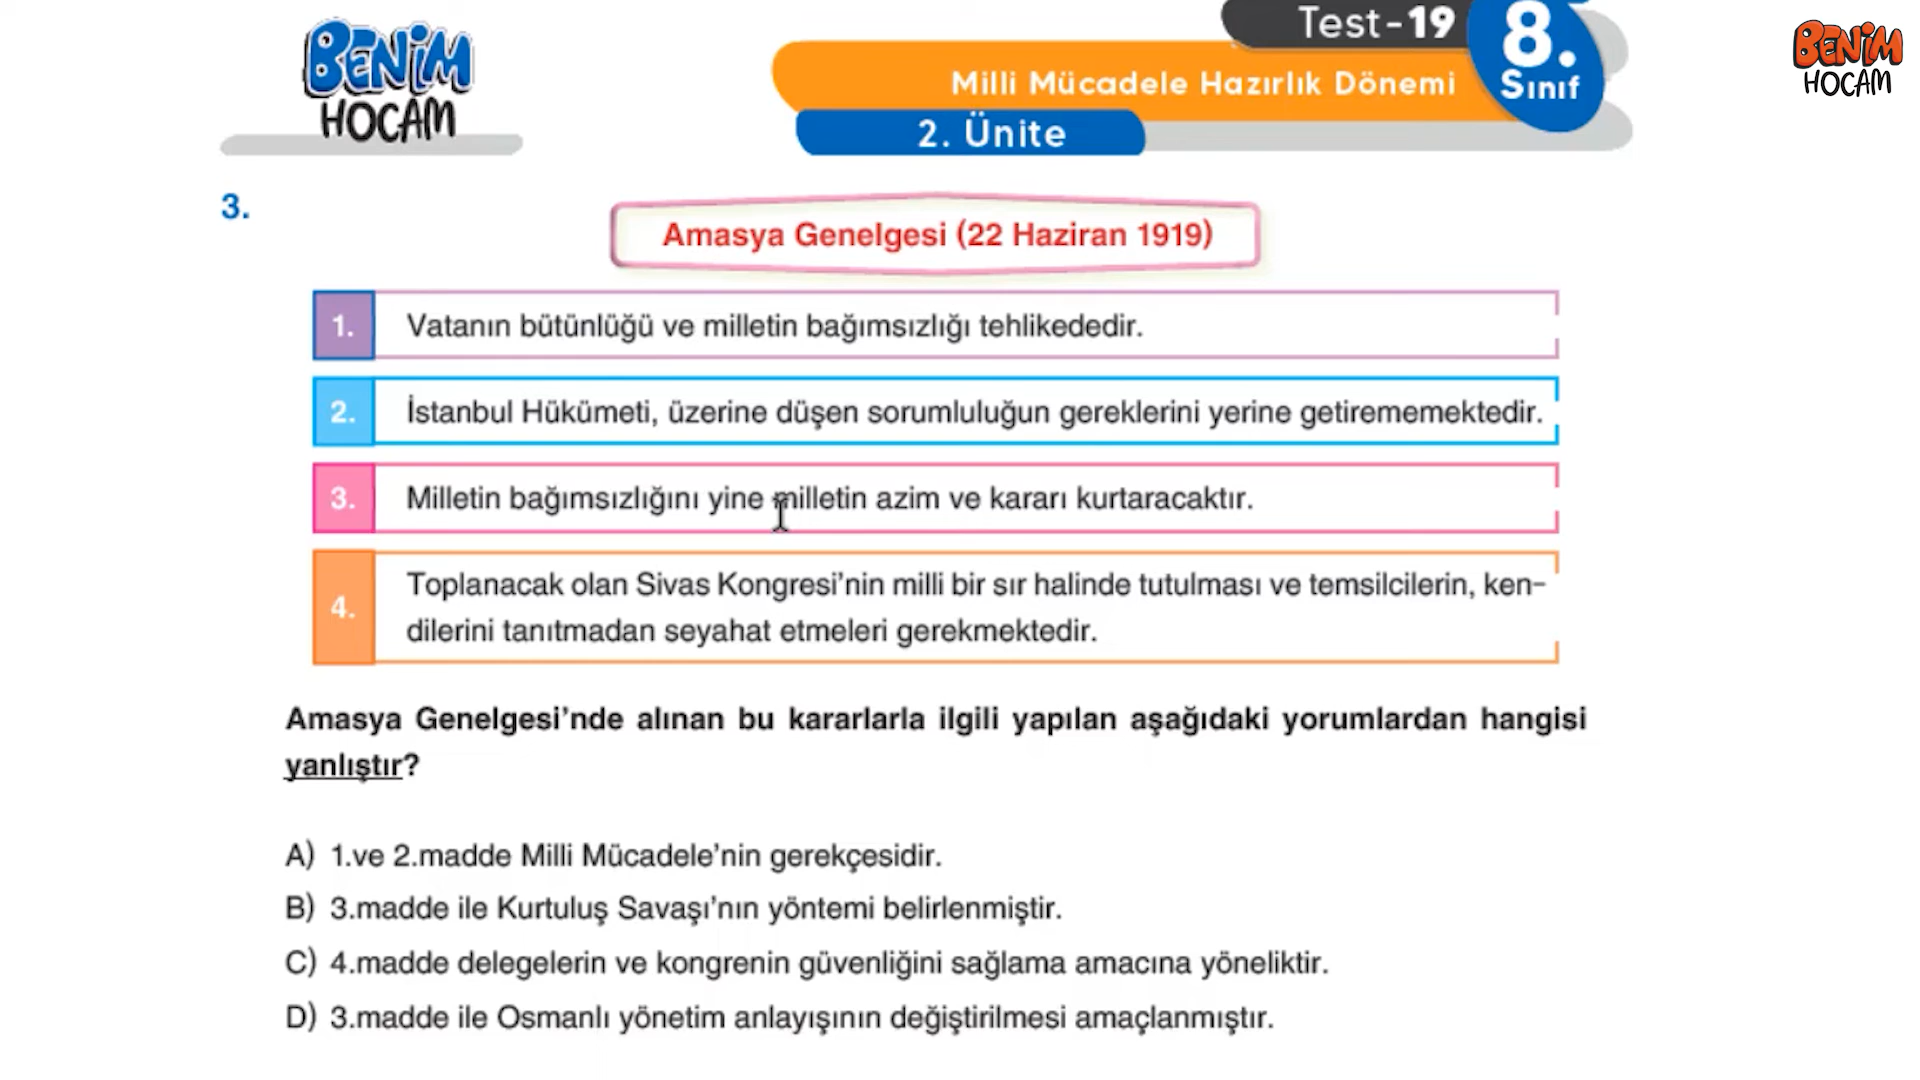 BENiM
HOCAM
Test-19
8.
Sınıf
Milli Mücadele Hazırlık Dönemi
2. Ünite
BENiM
HOCAM
3.
Amasya Genelgesi (22 Haziran 1919)
1. Vatanın bütünlüğü ve milletin bağımsızlığı tehlikededir.
2. İstanbul Hükümeti, üzerine düşen sorumluluğun gereklerini yerine getirememektedir.
3. Milletin bağımsızlığını yine milletin azim ve kararı kurtaracaktır.
4. Toplanacak olan Sivas Kongresi’nin milli bir sır halinde tutulması ve temsilcilerin, ken-
dilerini tanıtmadan seyahat etmeleri gerekmektedir.
Amasya Genelgesi’nde alınan bu kararlarla ilgili yapılan aşağıdaki yorumlardan hangisi
yanlıştır?
A) 1.ve 2.madde Milli Mücadele’nin gerekçesidir.
B) 3.madde ile Kurtuluş Savaşı’nın yöntemi belirlenmiştir.
C) 4.madde delegelerin ve kongrenin güvenliğini sağlama amacına yöneliktir.
D) 3.madde ile Osmanlı yönetim anlayışının değiştirilmesi amaçlanmıştır.